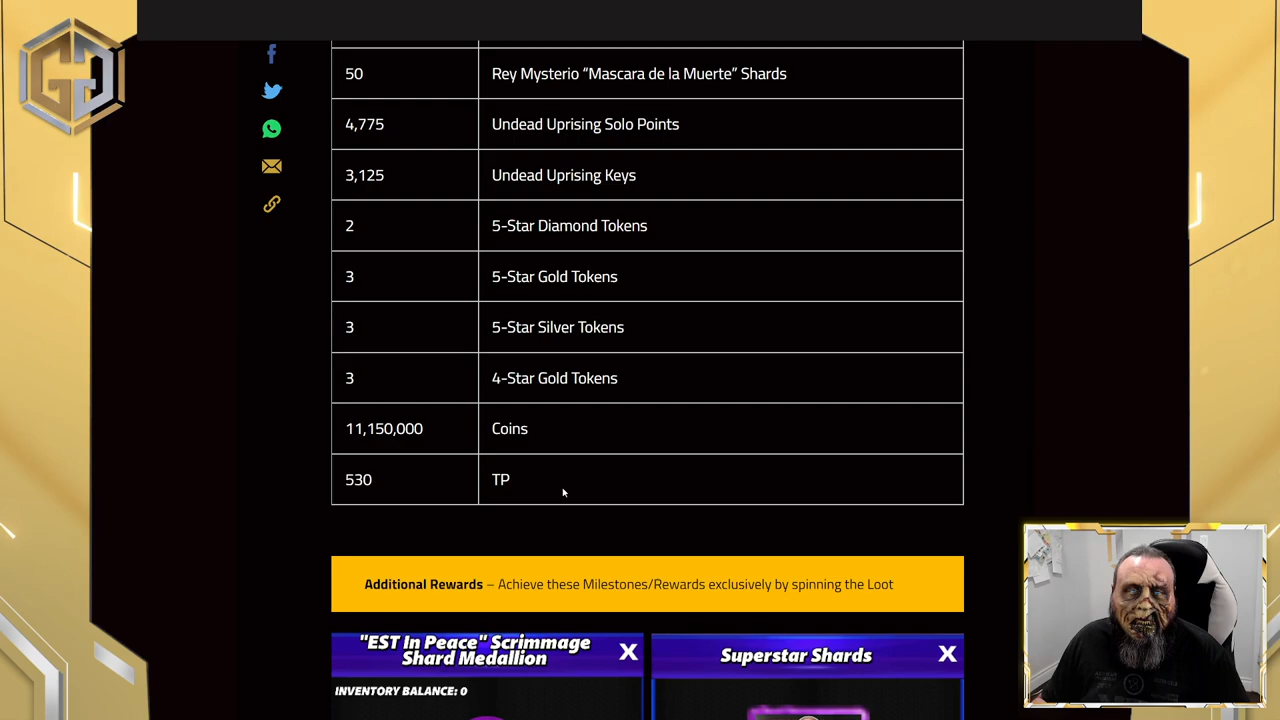 50 Rey Mysterio “Mascara de la Muerte” Shards
4,775 Undead Uprising Solo Points
3,125 Undead Uprising Keys
2 5-Star Diamond Tokens
3 5-Star Gold Tokens
3 5-Star Silver Tokens
3 4-Star Gold Tokens
11,150,000 Coins
530 TP
Additional Rewards – Achieve these Milestones/Rewards exclusively by spinning the Loot
"EST In Peace" Scrimmage
Shard Medallion
X
INVENTORY BALANCE: 0
Superstar Shards
X